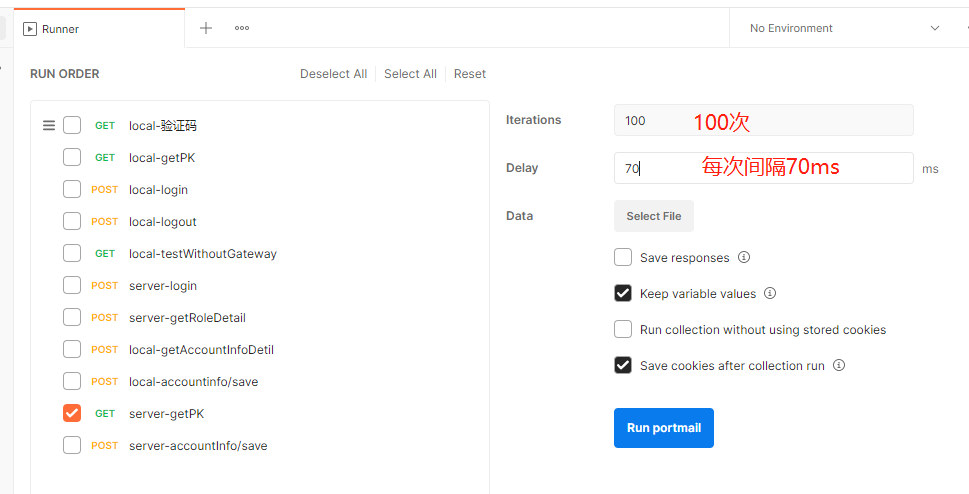 Runner
No Environment
RUN ORDER
Deselect All
Select All
Reset
GET local-验证码
GET local-getPK
POST local-login
POST local-logout
GET local-testWithoutGateway
POST server-login
POST server-getRoleDetail
POST local-getAccountInfoDetil
POST local-accountinfo/save
GET server-getPK
POST server-accountInfo/save
Iterations 100 100次
Delay 70 每次间隔70ms ms
Data Select File
Save responses
Keep variable values
Run collection without using stored cookies
Save cookies after collection run
Run portmail